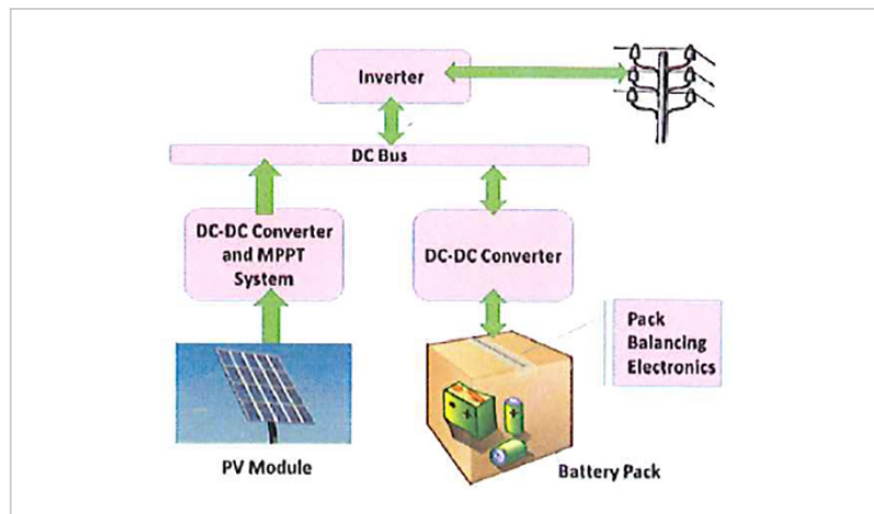 Inverter
DC Bus
DC-DC Converter
and MPPT
System
DC-DC Converter
Pack
Balancing
Electronics
PV Module
Battery Pack